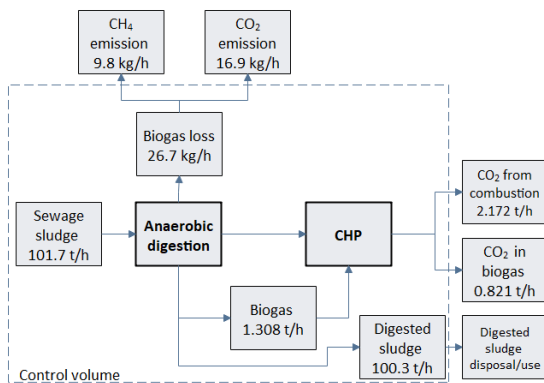 CH₄
emission
9.8 kg/h
CO₂
emission
16.9 kg/h
Biogas loss
26.7 kg/h
Sewage
sludge
101.7 t/h
Anaerobic
digestion
CHP
CO₂ from
combustion
2.172 t/h
CO₂ in
biogas
0.821 t/h
Biogas
1.308 t/h
Digested
sludge
100.3 t/h
Digested
sludge
disposal/use
Control volume